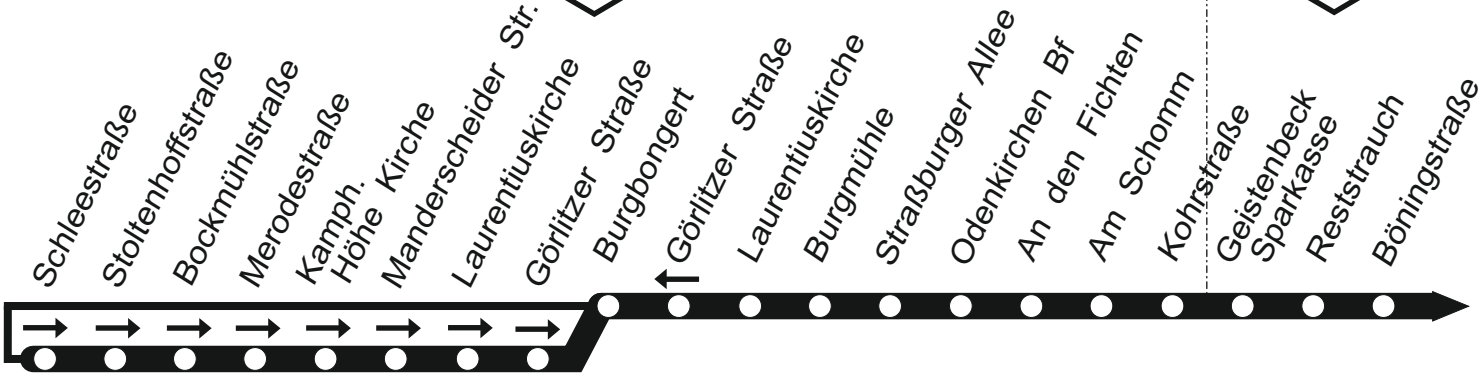 Schleestraße
Stoltenhoffstraße
Bockmühlstraße
Merodestraße
Kamph.
Höhe Kirche
Manderscheider Str.
Laurentiuskirche
Görlitzer Straße
Burgbongert
Görlitzer Straße
Laurentiuskirche
Burgmühle
Straßburger Allee
Odenkirchen Bf
An den Fichten
Am Schomm
Kohrstraße
Geistenbeck
Sparkasse
Reststrauch
Böningstraße